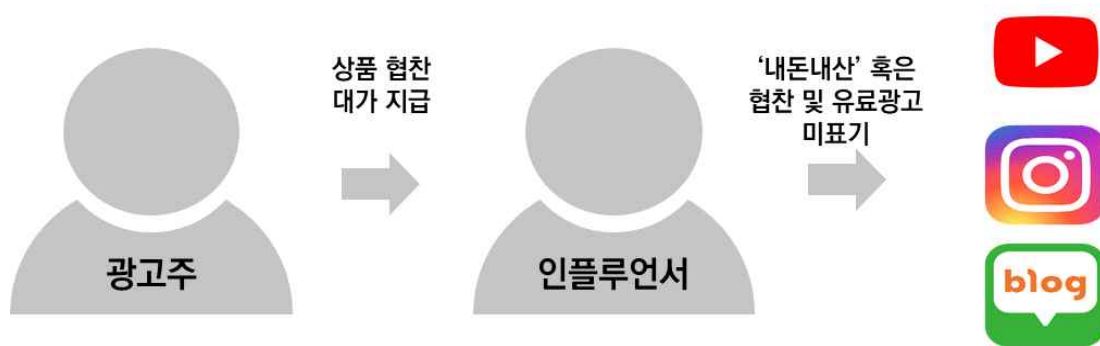 상품 협찬
대가 지급
‘내돈내산’ 혹은
협찬 및 유료광고
미표기
광고주
인플루언서
blog